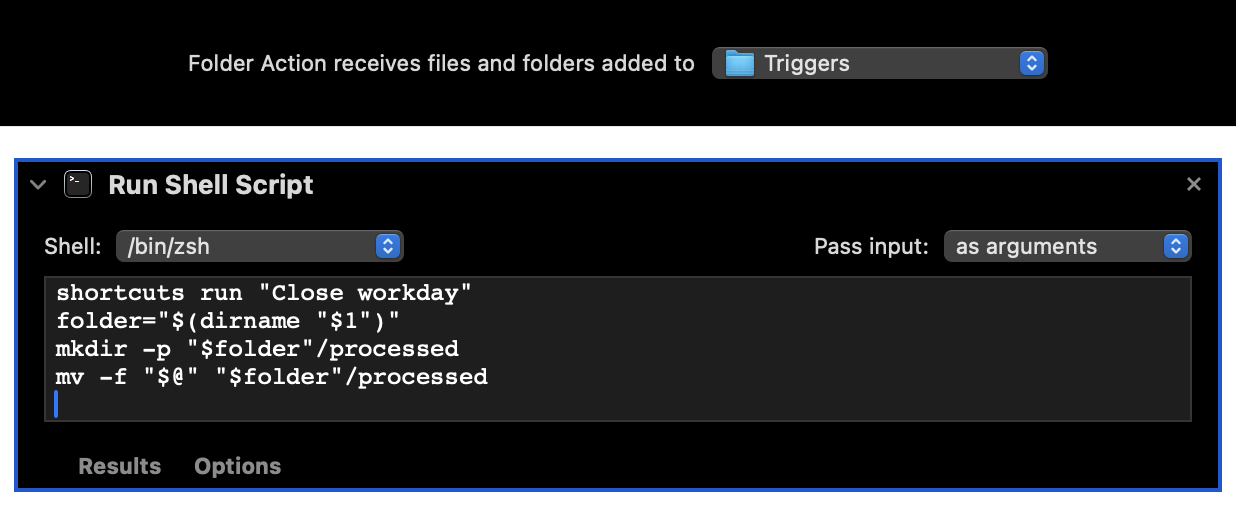 Folder Action receives files and folders added to Triggers
Run Shell Script
Shell: /bin/zsh Pass input: as arguments
shortcuts run "Close workday"
folder="$(dirname "$1")"
mkdir -p "$folder"/processed
mv -f "$@" "$folder"/processed
Results Options